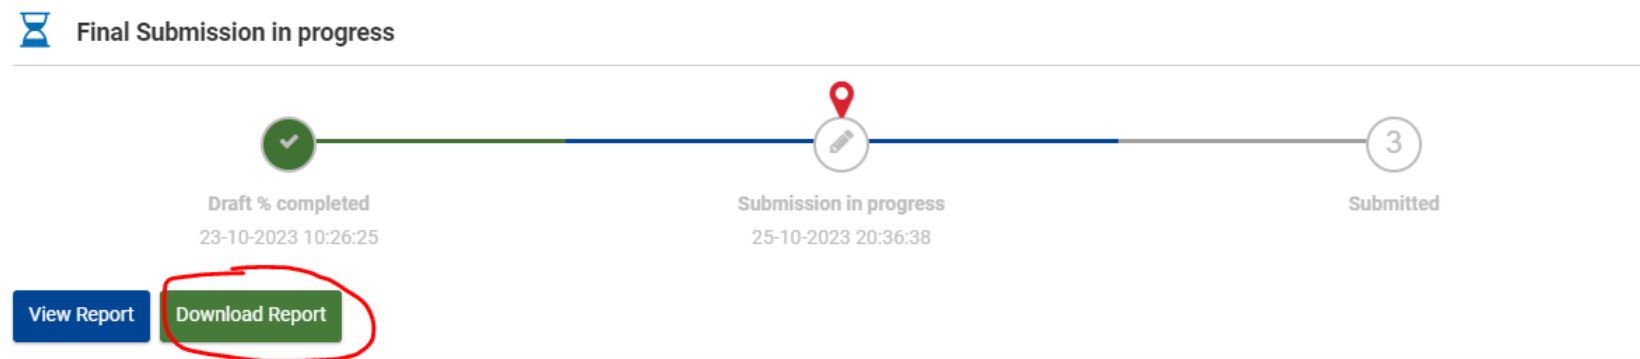 Final Submission in progress
3
Draft % completed
Submission in progress
Submitted
23-10-2023 10:26:25
25-10-2023 20:36:38
View Report
Download Report